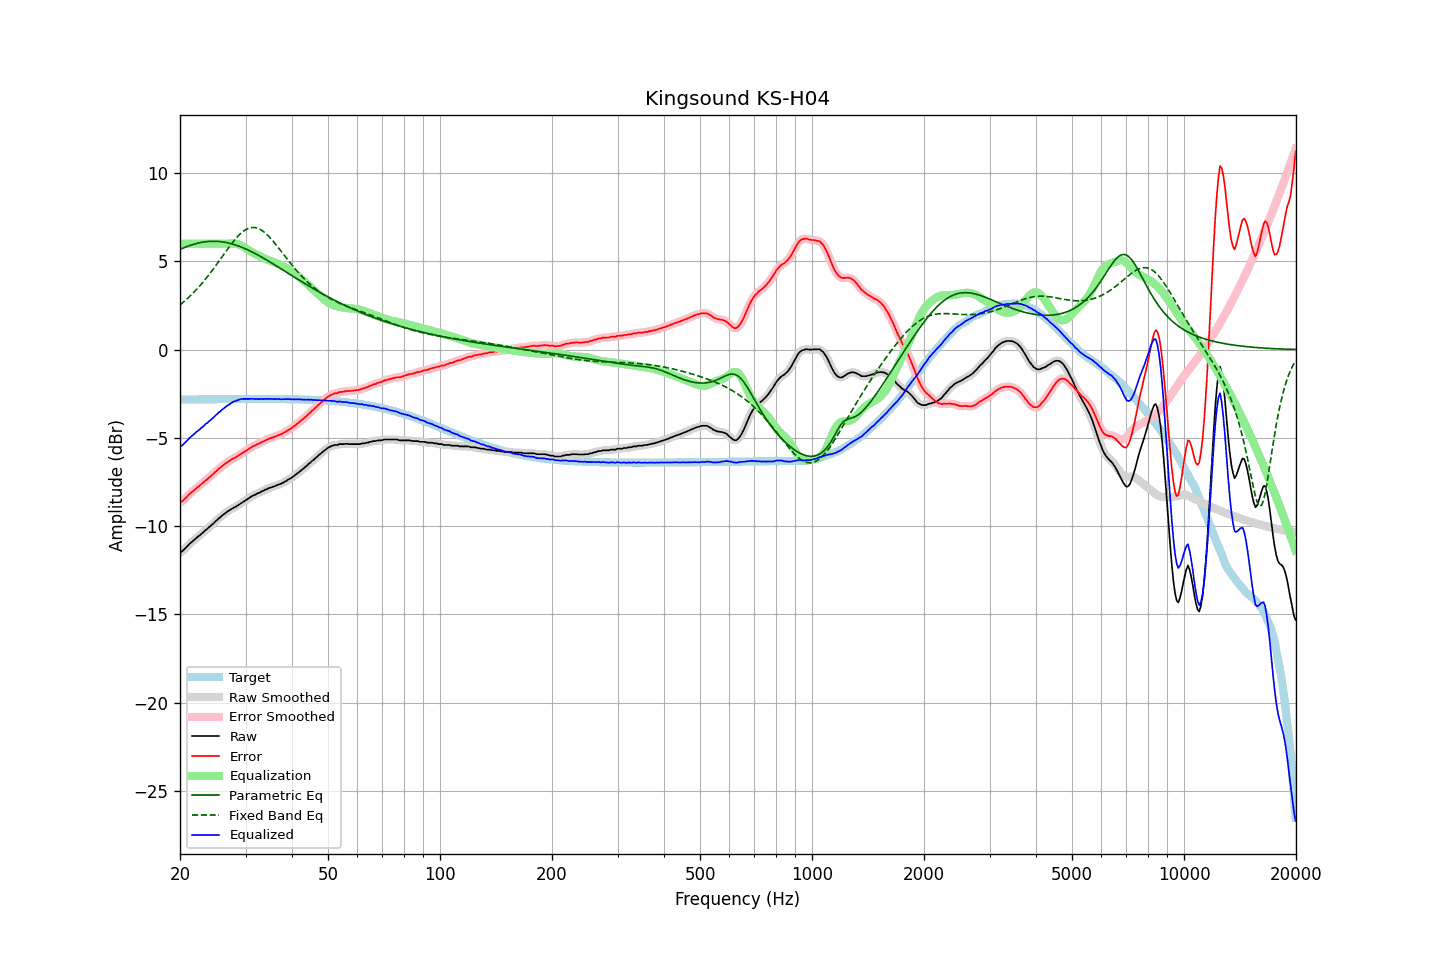 Kingsound KS-H04
Amplitude (dBr)
10
5
0
−5
−10
−15
−20
−25
Target
Raw Smoothed
Error Smoothed
Raw
Error
Equalization
Parametric Eq
Fixed Band Eq
Equalized
20
50
100
200
500
1000
2000
5000
10000
20000
Frequency (Hz)